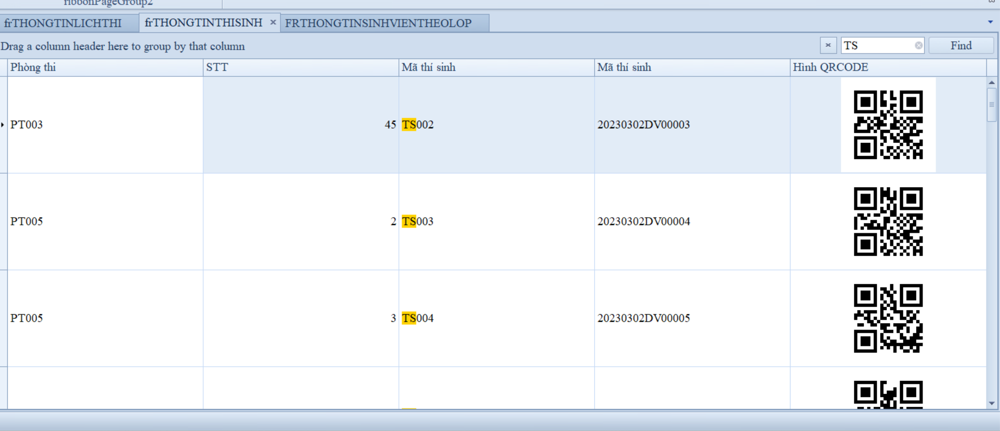 ribbonPageGroup2
frTHONGTINLICHTHI frTHONGTINTHISINH × FRTHONGTINSINHVIENTHEOLOP
Drag a column header here to group by that column × TS Find
Phòng thi STT Mã thí sinh Mã thí sinh Hình QRCODE
PT003 45 TS002 20230302DV00003
PT005 2 TS003 20230302DV00004
PT005 3 TS004 20230302DV00005